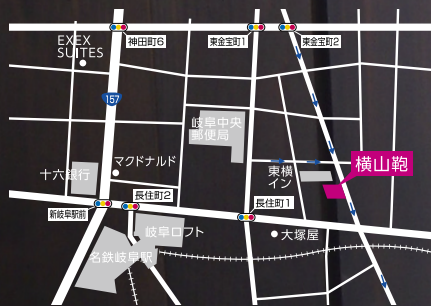 神田町6
東金宝町1
東金宝町2
EXEX
SUITES
157
岐阜中央
郵便局
マクドナルド
十六銀行
東横
イン
横山鞄
長住町2
新岐阜駅前
長住町1
岐阜ロフト
大塚屋
名鉄岐阜駅